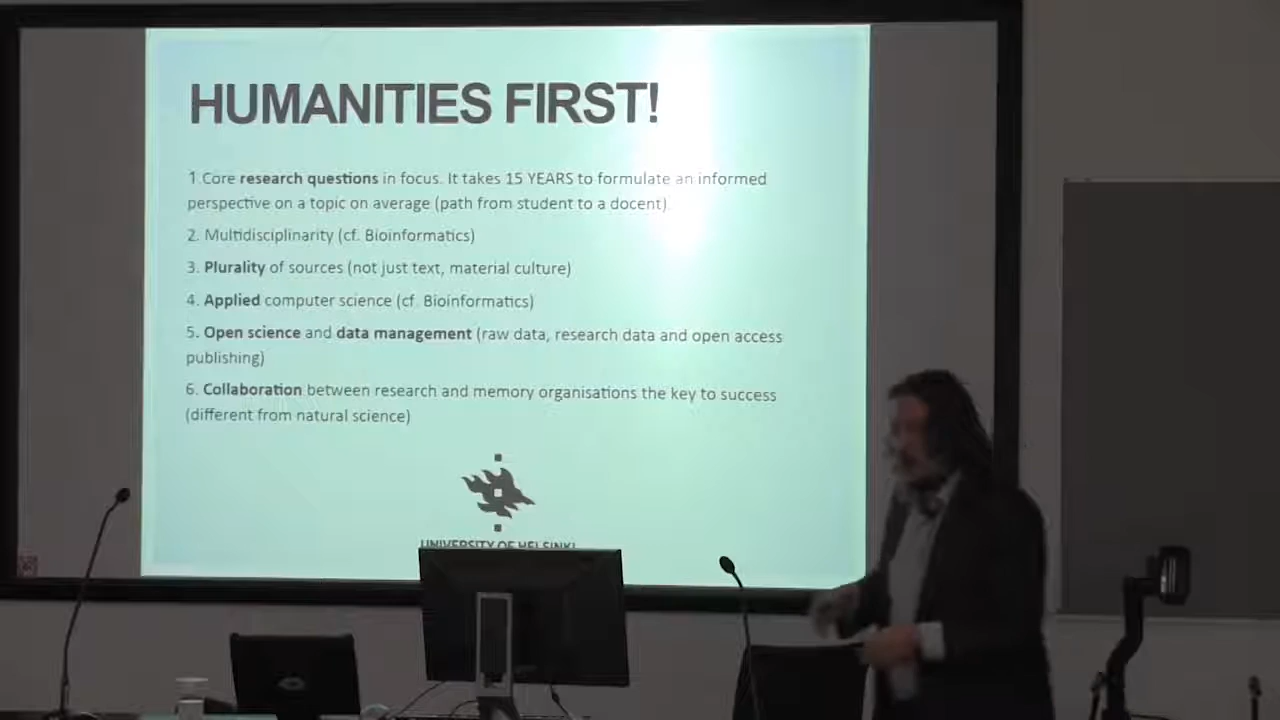 HUMANITIES FIRST!
1.Core research questions in focus. It takes 15 YEARS to formulate an informed
perspective on a topic on average (path from student to a docent)
2. Multidisciplinarity (cf. Bioinformatics)
3. Plurality of sources (not just text, material culture)
4. Applied computer science (cf. Bioinformatics)
5. Open science and data management (raw data, research data and open access
publishing)
6. Collaboration between research and memory organisations the key to success
(different from natural science)
UNIVERSITY OF HELSINKI